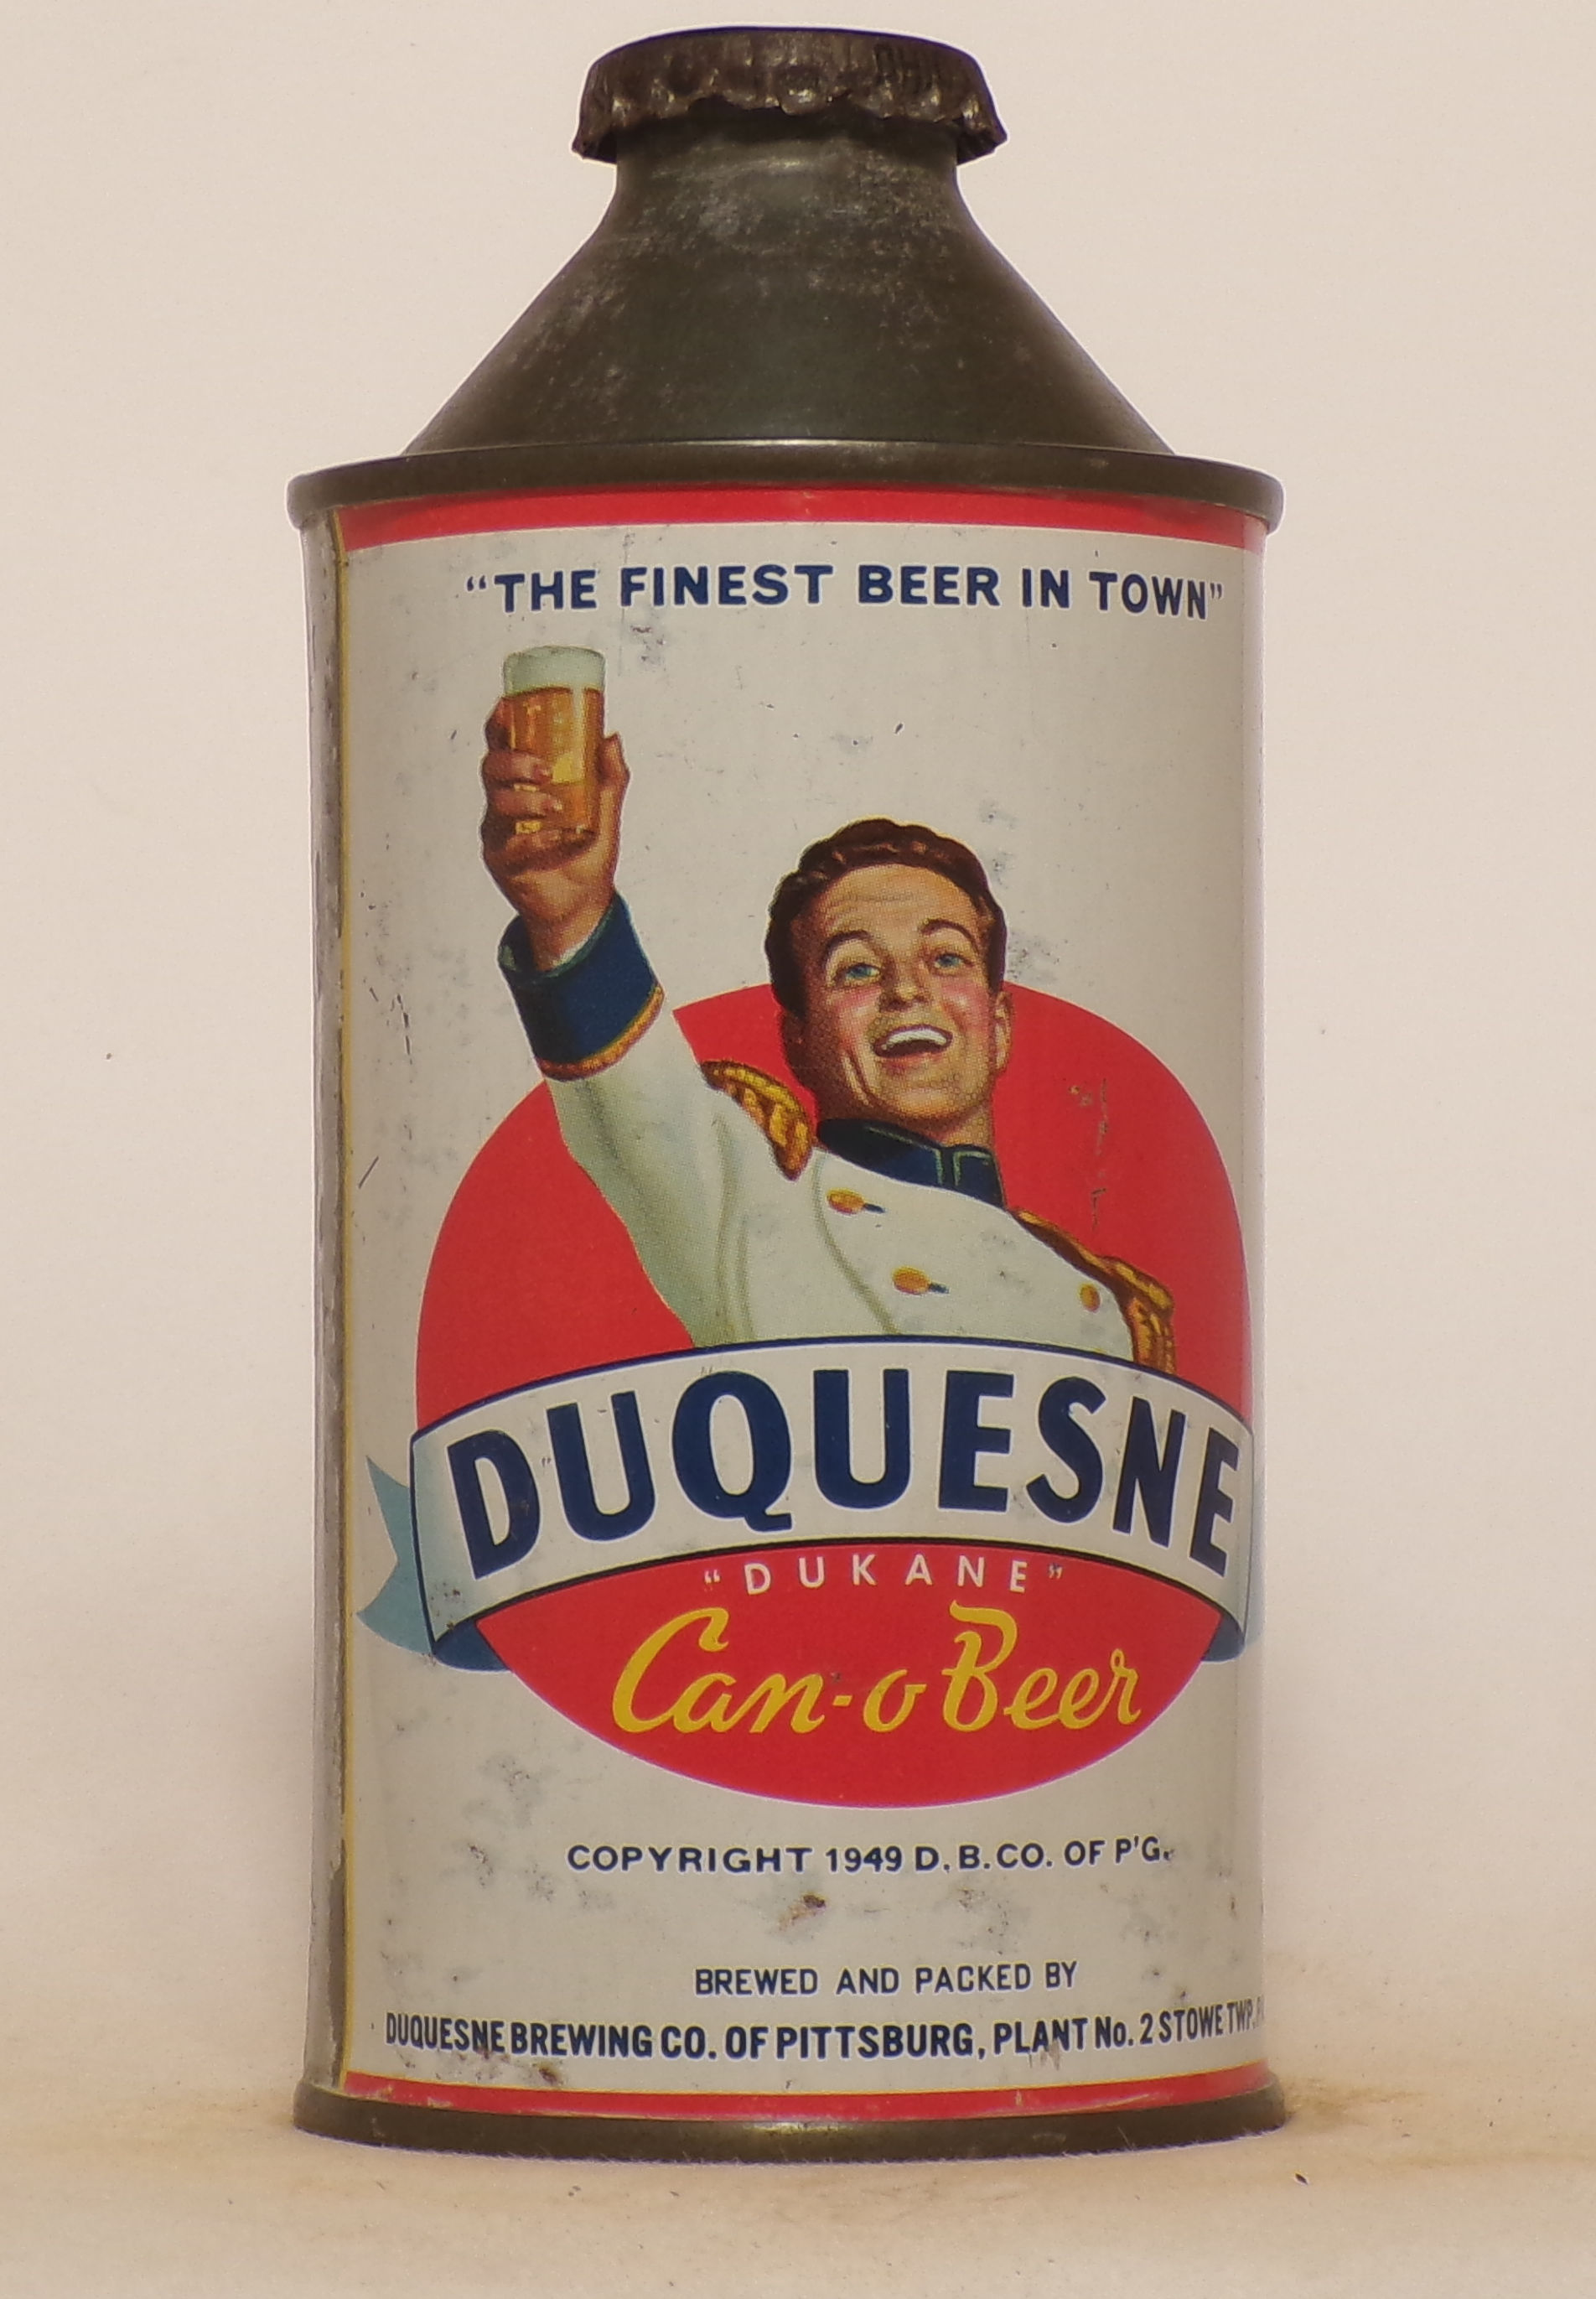 “THE FINEST BEER IN TOWN”
DUQUESNE
“DUKANE”
Can-o Beer
COPYRIGHT 1949 D.B.CO. OF P'G.
BREWED AND PACKED BY
DUQUESNE BREWING CO. OF PITTSBURG, PLANT No. 2 STOWE TWP.